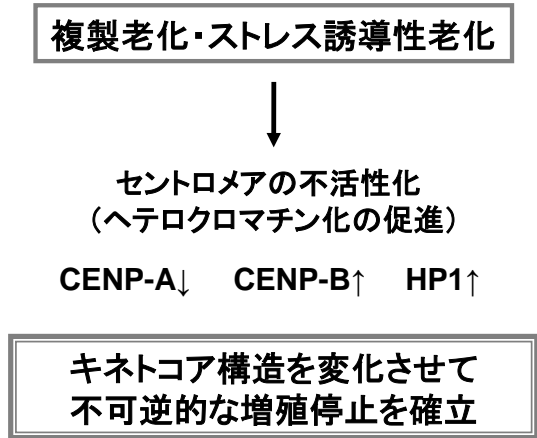 複製老化・ストレス誘導性老化
セントロメアの不活性化
（ヘテロクロマチン化の促進）
CENP-A↓ CENP-B↑ HP1↑
キネトコア構造を変化させて
不可逆的な増殖停止を確立